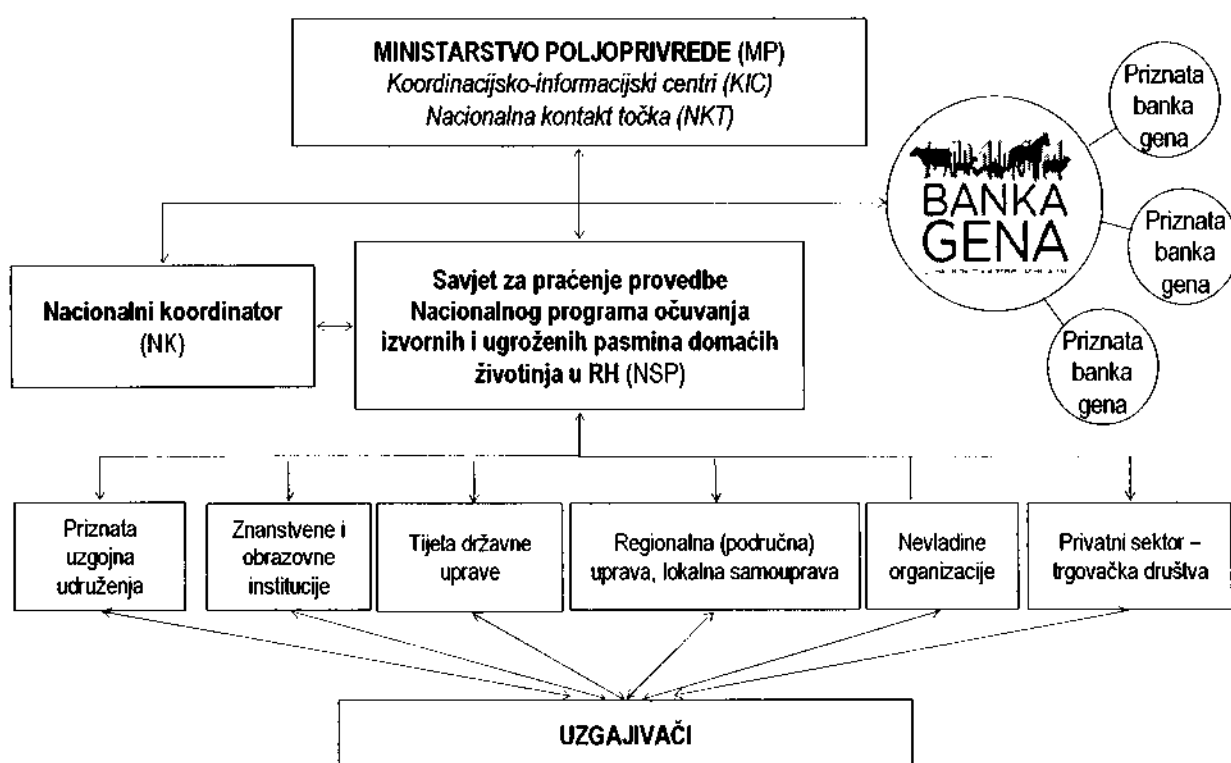 MINISTARSTVO POLJOPRIVREDE (MP)
Koordinacijsko-informacijski centri (KIC)
Nacionalna kontakt točka (NKT)
Priznata
banka
gena
BANKA
GENA
Priznata
banka
gena
Priznata
banka
gena
Nacionalni koordinator
(NK)
Savjet za praćenje provedbe
Nacionalnog programa očuvanja
izvornih i ugroženih pasmina domaćih
životinja u RH (NSP)
Priznata
uzgojna
udruženja
Znanstvene i
obrazovne
institucije
Tijela državne
uprave
Regionalna (područna)
uprava, lokalna samouprava
Nevladine
organizacije
Privatni sektor –
trgovačka društva
UZGAJIVAČI